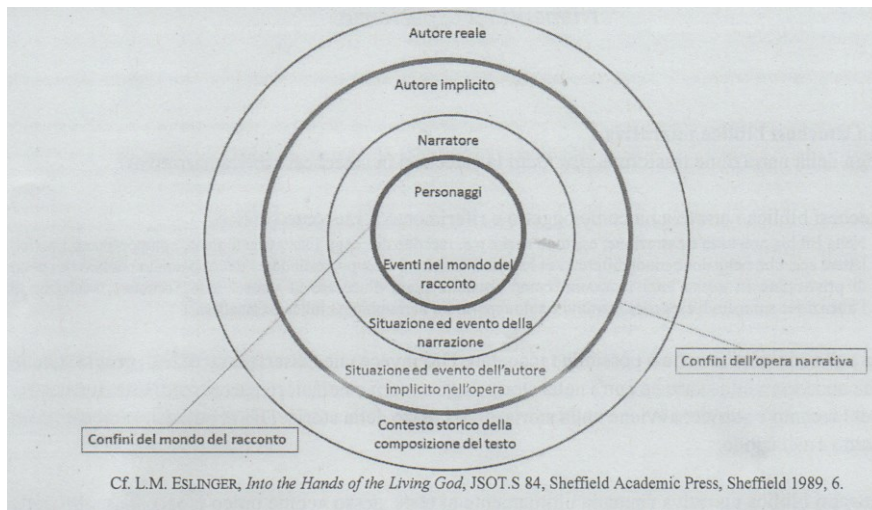 Autore reale
Autore implicito
Narratore
Personaggi
Eventi nel mondo del
racconto
Situazione ed evento della
narrazione
Situazione ed evento dell'autore
implicito nell'opera
Contesto storico della
composizione del testo
Confini dell'opera narrativa
Confini del mondo del racconto
Cf. L.M. ESLINGER, Into the Hands of the Living God, JSOT.S 84, Sheffield Academic Press, Sheffield 1989, 6.